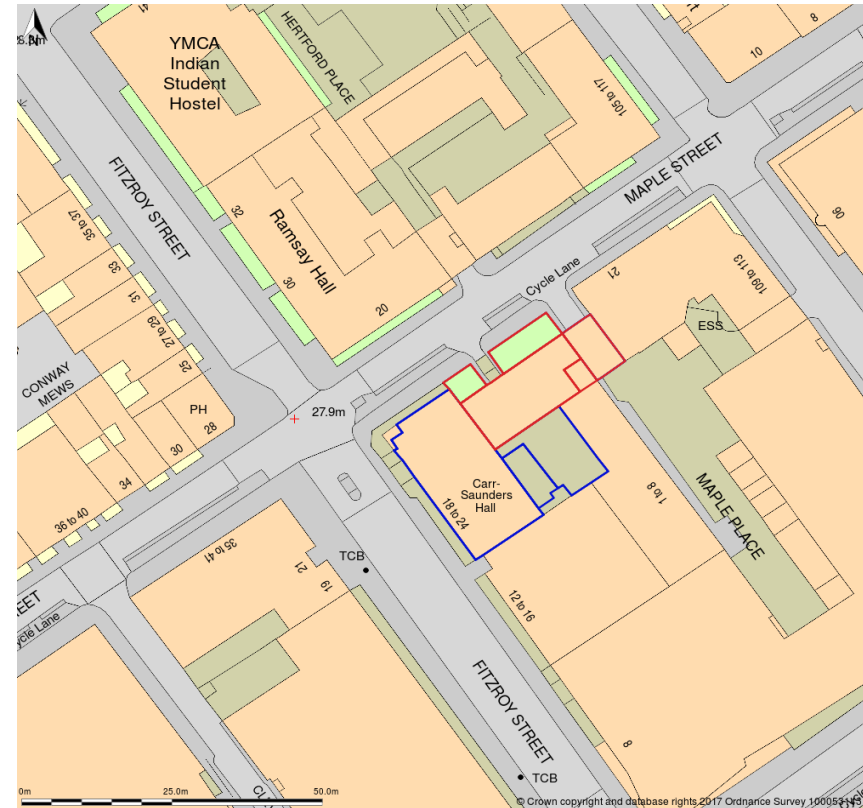 N
YMCA
Indian
Student
Hostel
HERTFORD PLACE
105 to 117
10
8
FITZROY STREET
MAPLE STREET
32
Ramsay Hall
30
20
35 to 37
33
31
27 to 29
25
CONWAY
MEWS
PH
28
30
34
36 to 40
27.9m
Cycle Lane
21
109 to 113
90
ESS
Carr-
Saunders
Hall
18 to 24
1 to 8
MAPLE PLACE
35 to 41
21
19
TCB
12 to 16
FITZROY STREET
8
TCB
0m
25.0m
50.0m
© Crown copyright and database rights 2017 Ordnance Survey